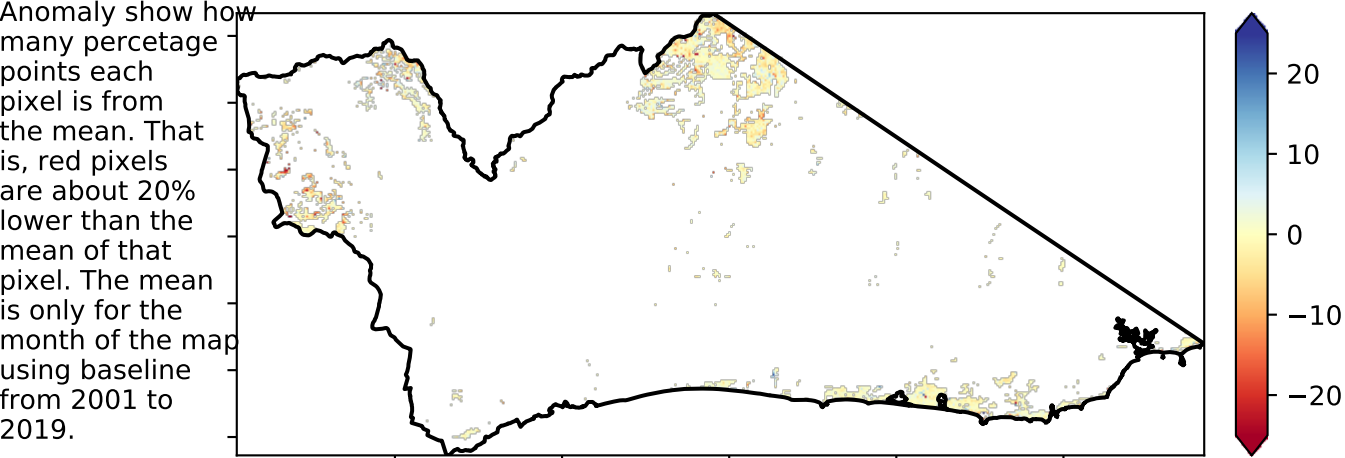 Anomaly show how
many percetage
points each
pixel is from
the mean. That
is, red pixels
are about 20%
lower than the
mean of that
pixel. The mean
is only for the
month of the map
using baseline
from 2001 to
2019.
20
10
0
−10
−20